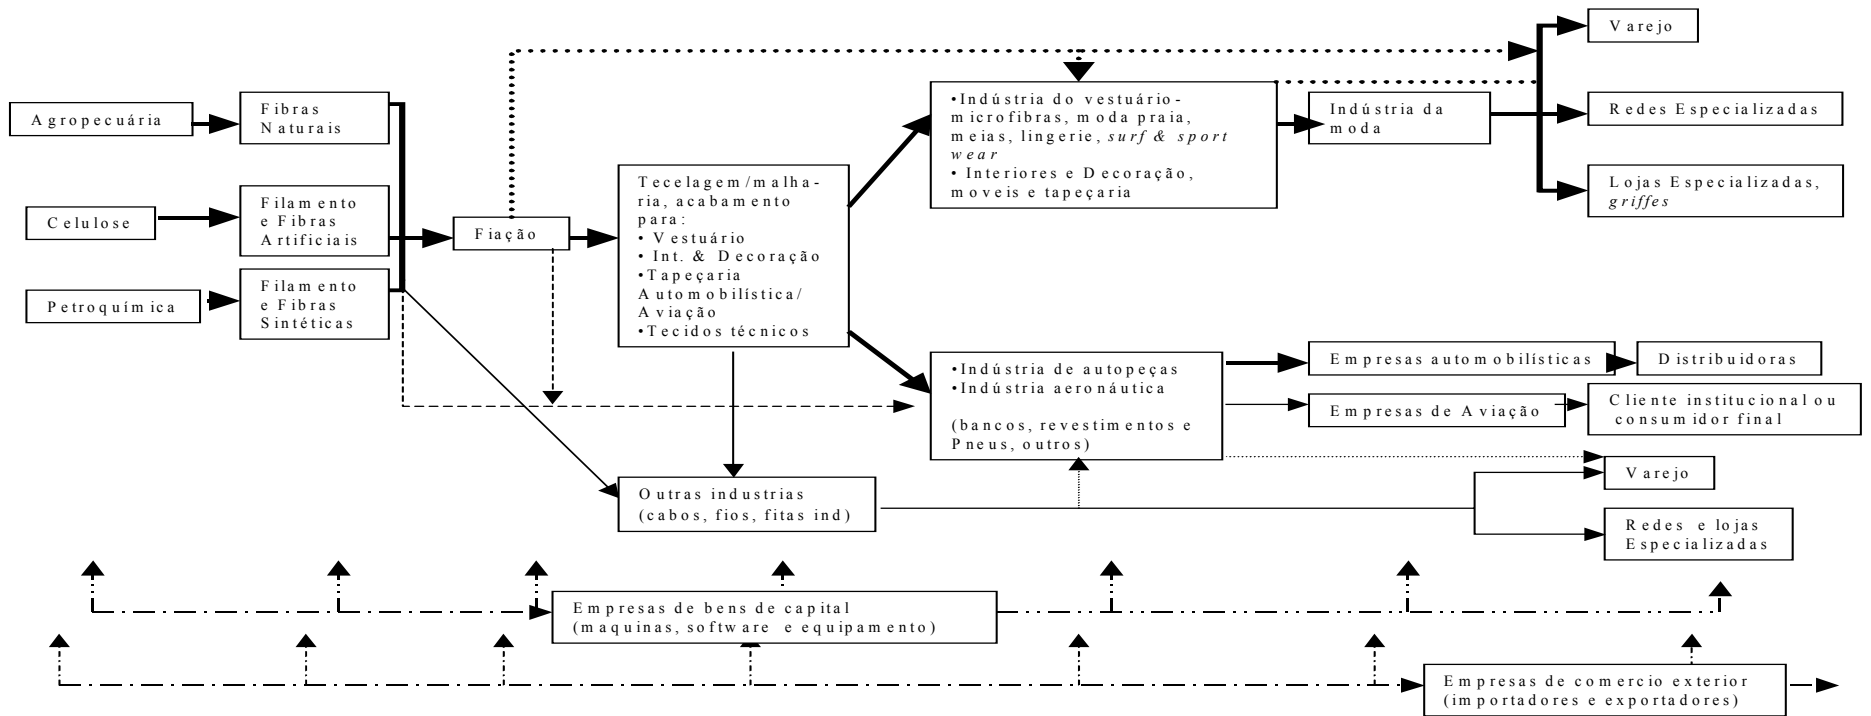 Agropecuária
Celulose
Petroquímica
Fibras
Naturais
Filamento
e Fibras
Artificiais
Filamento
e Fibras
Sintéticas
Fiação
Tecelagem/malha-
ria, acabamento
para:
• Vestuário
• Int. & Decoração
•Tapeçaria
Automobilística/
Aviação
•Tecidos técnicos
•Indústria do vestuário-
microfibras, moda praia,
meias, lingerie, surf & sport
wear
• Interiores e Decoração,
moveis e tapeçaria
Indústria da
moda
Varejo
Redes Especializadas
Lojas Especializadas,
griffes
•Indústria de autopeças
•Indústria aeronáutica
(bancos, revestimentos e
Pneus, outros)
Empresas automobilísticas
Distribuidoras
Empresas de Aviação
Cliente institucional ou
consumidor final
Outras industrias
(cabos, fios, fitas ind)
Varejo
Redes e lojas
Especializadas
Empresas de bens de capital
(maquinas, software e equipamento)
Empresas de comercio exterior
(importadores e exportadores)